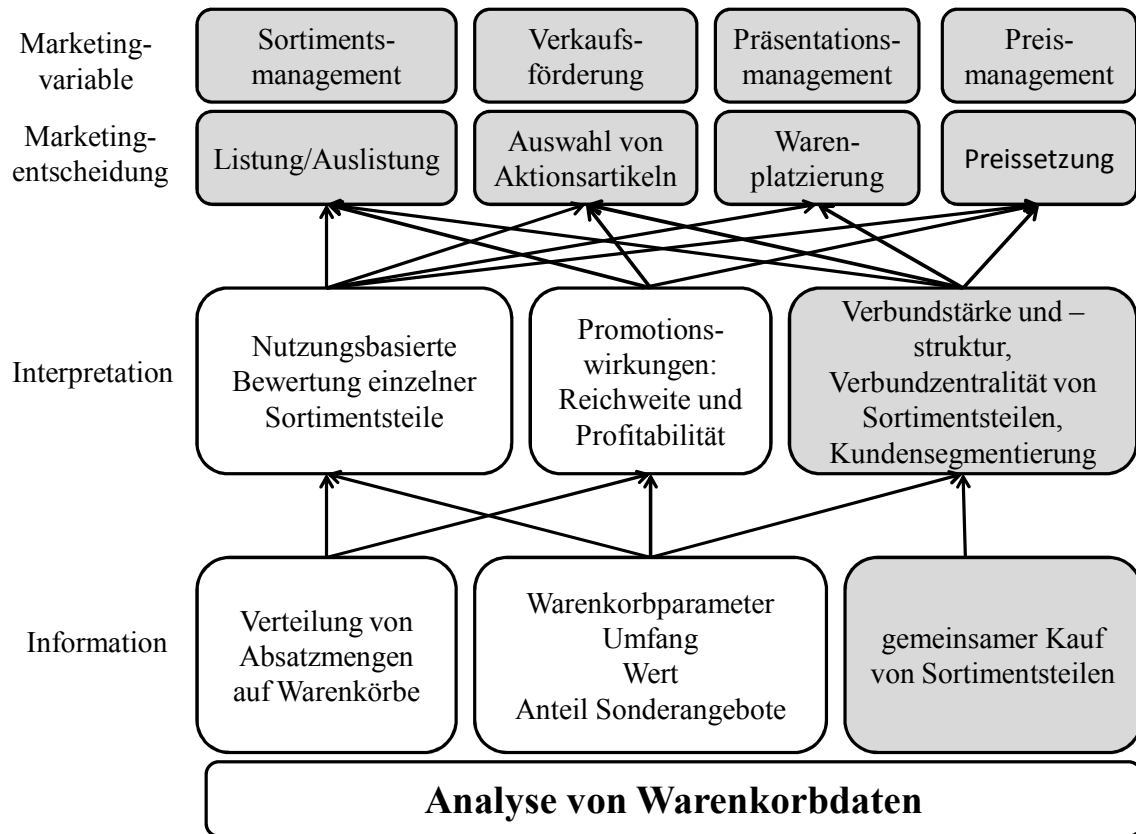 Marketing-
variable
Sortiments-
management
Verkaufs-
förderung
Präsentations-
management
Preis-
management
Marketing-
entscheidung
Listung/Auslistung
Auswahl von
Aktionsartikeln
Waren-
platzierung
Preissetzung
Interpretation
Nutzungsbasierte
Bewertung einzelner
Sortimentsteile
Promotions-
wirkungen:
Reichweite und
Profitabilität
Verbundstärke und –
struktur,
Verbundzentralität von
Sortimentsteilen,
Kundensegmentierung
Information
Verteilung von
Absatzmengen
auf Warenkörbe
Warenkorbparameter
Umfang
Wert
Anteil Sonderangebote
gemeinsamer Kauf
von Sortimentsteilen
Analyse von Warenkorbdaten